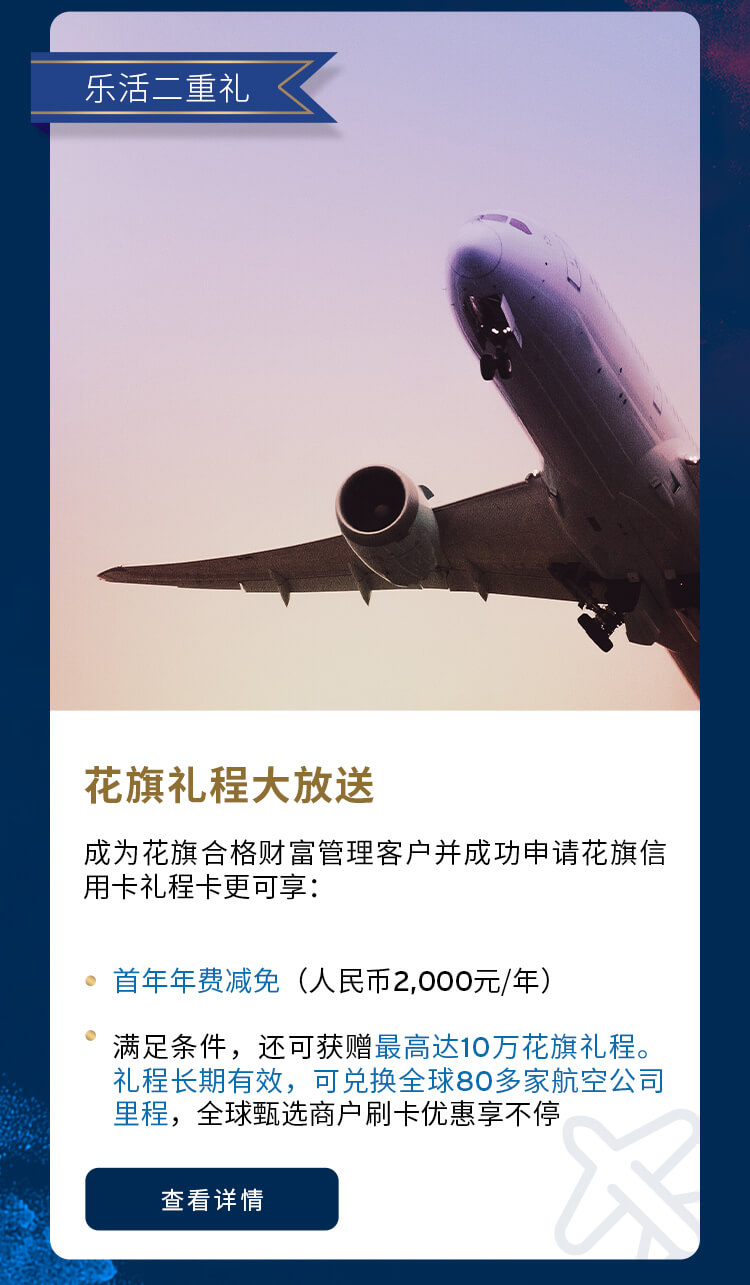 乐活二重礼
花旗礼程大放送
成为花旗合格财富管理客户并成功申请花旗信
用卡礼程卡更可享：
首年年费减免（人民币2,000元/年）
满足条件，还可获赠最高达10万花旗礼程。
礼程长期有效，可兑换全球80多家航空公司
里程，全球甄选商户刷卡优惠享不停
查看详情